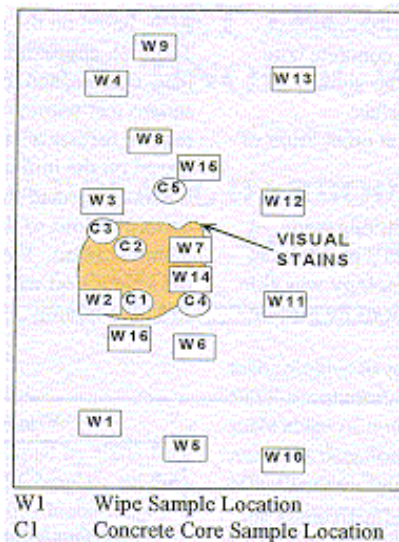 W9
W4
W13
W8
W15
C5
W3
W12
C3
C2
W7
VISUAL
STAINS
W14
W2
C1
C4
W11
W16
W6
W1
W5
W10
W1 Wipe Sample Location
C1 Concrete Core Sample Location